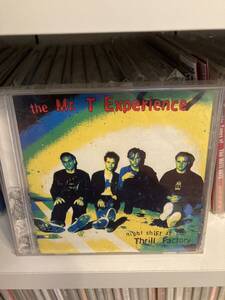 the Mr. T Experience
night shift at the
Thrill Factory